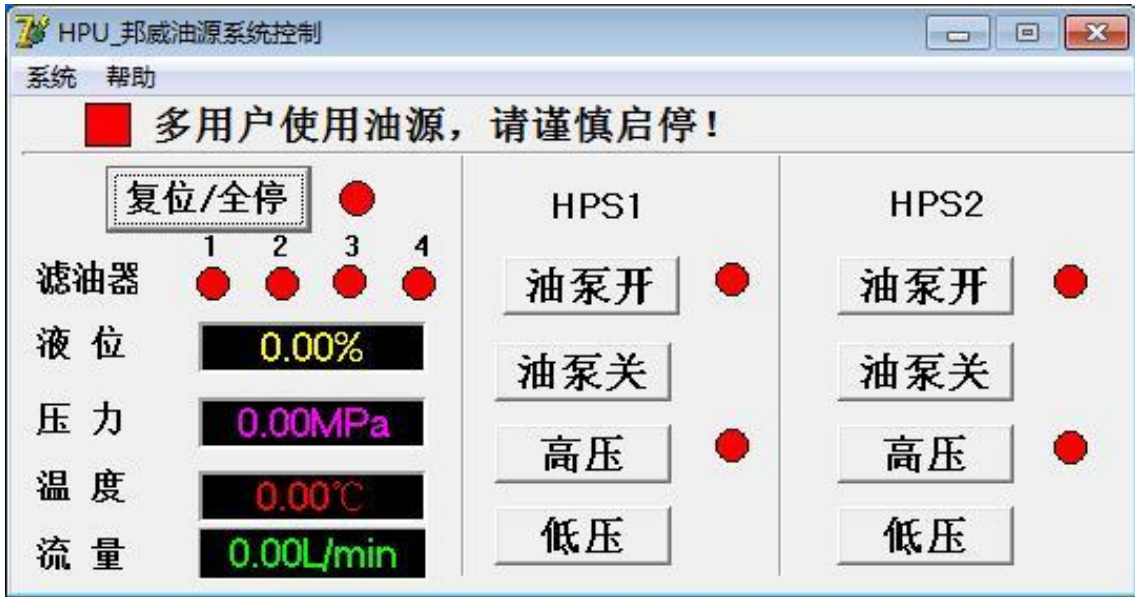 HPU_邦威油源系统控制
系统 帮助
多用户使用油源，请谨慎启停！
复位/全停
1 2 3 4
滤油器
液 位 0.00%
压 力 0.00MPa
温 度 0.00℃
流 量 0.00L/min
HPS1
油泵开
油泵关
高压
低压
HPS2
油泵开
油泵关
高压
低压